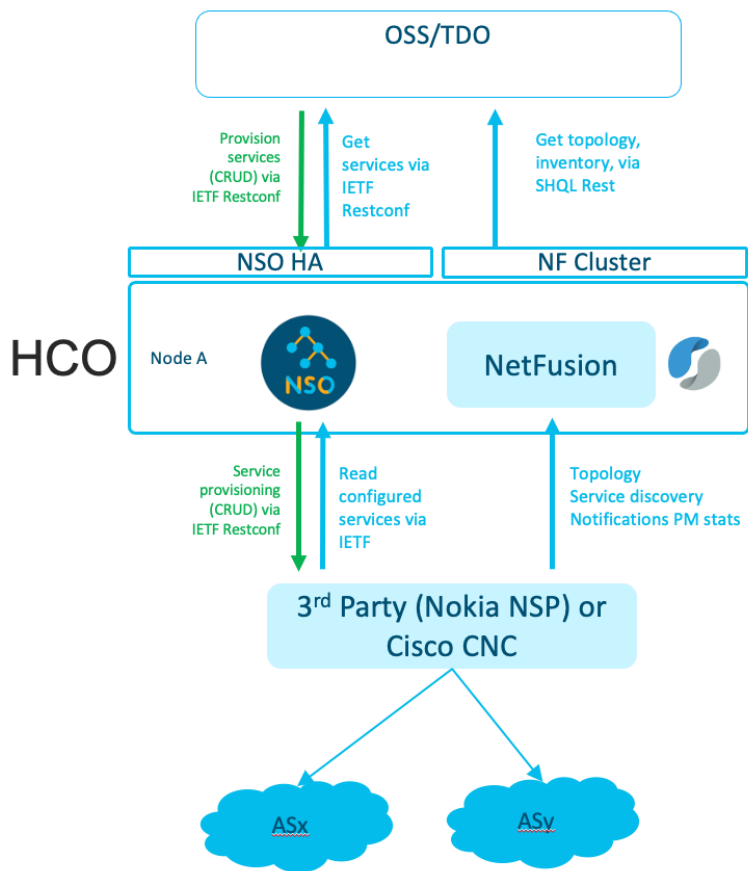 OSS/TDO
Provision
services
(CRUD) via
IETF Restconf
Get
services via
IETF
Restconf
Get topology,
inventory, via
SHQL Rest
NSO HA
NF Cluster
HCO
Node A
NSO
NetFusion
Service
provisioning
(CRUD) via
IETF Restconf
Read
configured
services via
IETF
Topology
Service discovery
Notifications PM stats
3rd Party (Nokia NSP) or
Cisco CNC
ASx
ASy